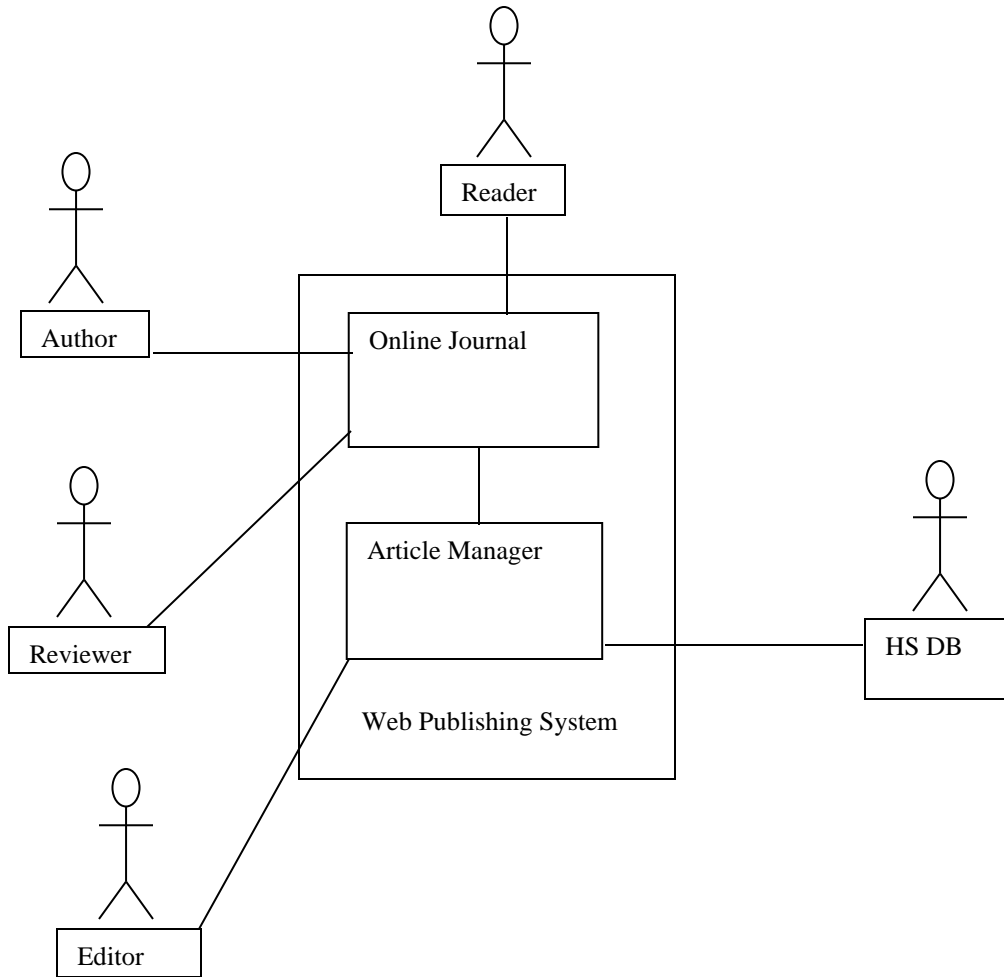 Reader
Author
Online Journal
Article Manager
Reviewer
HS DB
Web Publishing System
Editor